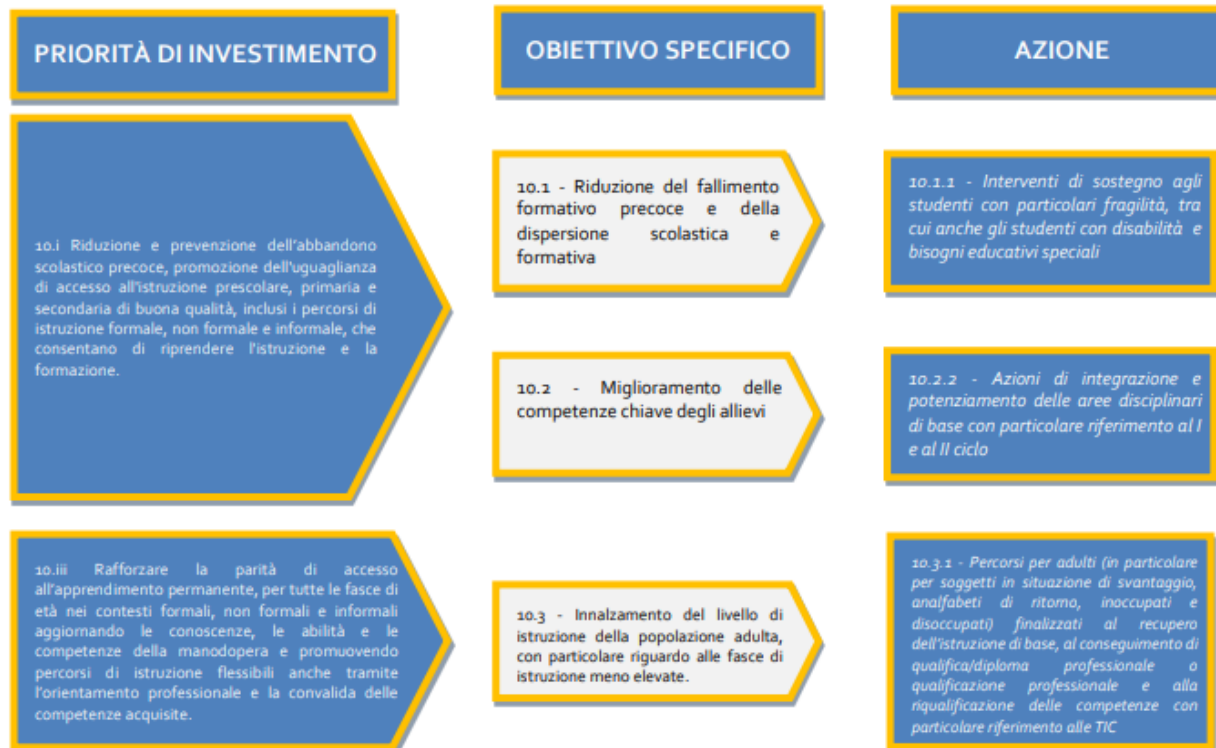 PRIORITÀ DI INVESTIMENTO
OBIETTIVO SPECIFICO
AZIONE
10.i Riduzione e prevenzione dell'abbandono
scolastico precoce, promozione dell'uguaglianza
di accesso all'istruzione prescolare, primaria e
secondaria di buona qualità, inclusi i percorsi di
istruzione formale, non formale e informale, che
consentano di riprendere l'istruzione e la
formazione.
10.1 - Riduzione del fallimento
formativo precoce e della
dispersione scolastica e
formativa
10.1.1 - Interventi di sostegno agli
studenti con particolari fragilità, tra
cui anche gli studenti con disabilità e
bisogni educativi speciali
10.2 - Miglioramento delle
competenze chiave degli allievi
10.2.2 - Azioni di integrazione e
potenziamento delle aree disciplinari
di base con particolare riferimento al I
e al II ciclo
10.iii Rafforzare la parità di accesso
all'apprendimento permanente, per tutte le fasce di
età nei contesti formali, non formali e informali
aggiornando le conoscenze, le abilità e le
competenze della manodopera e promuovendo
percorsi di istruzione flessibili anche tramite
l'orientamento professionale e la convalida delle
competenze acquisite.
10.3 - Innalzamento del livello di
istruzione della popolazione adulta,
con particolare riguardo alle fasce di
istruzione meno elevate.
10.3.1 - Percorsi per adulti (in particolare
per soggetti in situazione di svantaggio,
analfabeti di ritorno, inoccupati e
disoccupati) finalizzati al recupero
dell'istruzione di base, al conseguimento di
qualifica/diploma professionale o
qualificazione professionale e alla
riqualificazione delle competenze con
particolare riferimento alle TIC